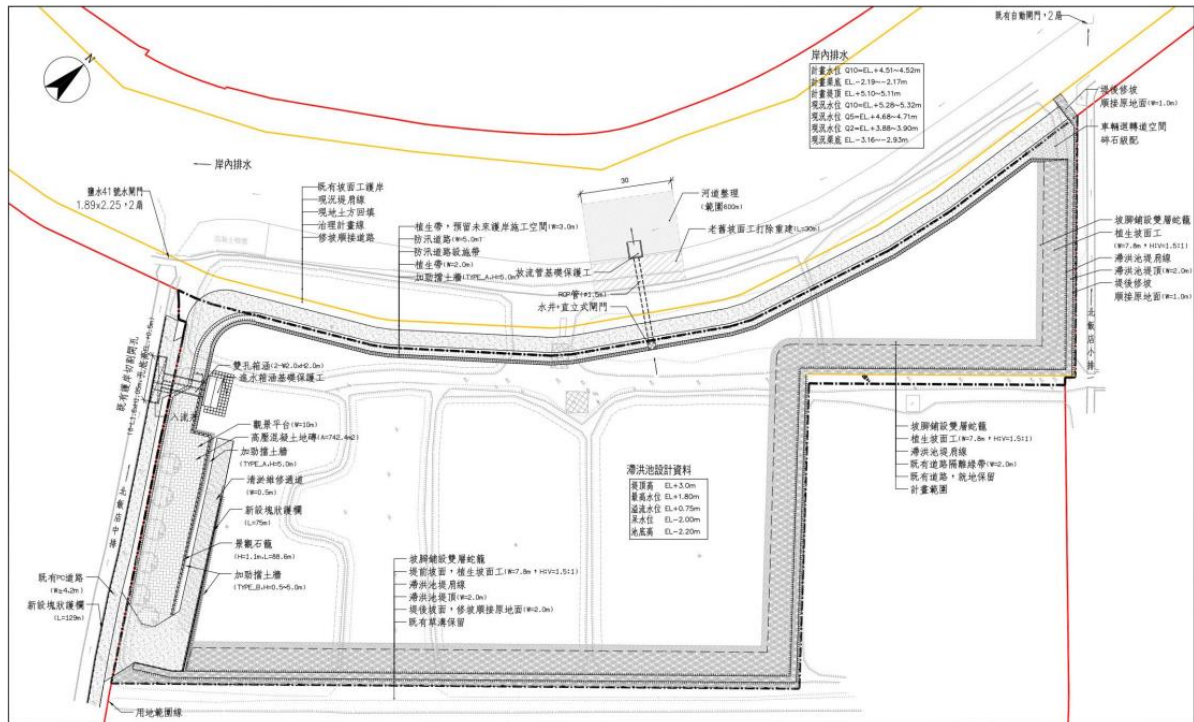 既有自動閘門，2扇
岸內排水
計畫水位 Q10=EL.+4.51~4.52m
計畫渠底 EL.-2.19~-2.17m
計畫堤頂 EL.+5.10~5.11m
現況水位 Q10=EL.+5.28~5.32m
現況水位 Q5=EL.+4.68~4.71m
現況水位 Q2=EL.+3.88~3.90m
現況渠底 EL.-3.16~-2.93m
N
岸內排水
鹽水41號水閘門
1.89x2.25，2扇
既有坡面工護岸
現況堤肩線
現地土方回填
治理計畫線
修坡順接道路
植生帶，預留未來護岸施工空間(W=3.0m)
防汛道路(W=5.0m)
防汛道路設施帶
植生帶(W=2.0m)
加勁擋土牆(TYPE_A,H=5.0m)
30
河道整理
(範圍600m)
老舊坡面工打除重建(L=30m)
放流管基礎保護工
RCP管(φ1.5m)
水井+直立式閘門
堤後修坡
順接原地面(W=1.0m)
車輛迴轉道空間
碎石級配
坡腳鋪設雙層蛇籠
植生坡面工
(W=7.8m，H:V=1.5:1)
滯洪池堤肩線
滯洪池堤頂(W=2.0m)
堤後修坡
順接原地面(W=1.0m)
北飯店小排
既有護岸切割開孔
雙孔箱涵(2-W2.0xH2.0m)
進水箱涵基礎保護工
入流工
觀景平台(W=10m)
高壓混凝土地磚(A=742.4m2)
加勁擋土牆
(TYPE_A,H=5.0m)
清淤維修通道
(W=0.5m)
新設塊狀護欄
(L=75m)
景觀石籠
(H=1.1m,L=88.6m)
加勁擋土牆
(TYPE_B,H=0.5~5.0m)
北飯店中排
既有PC道路
(W≥4.2m)
新設塊狀護欄
(L=129m)
用地範圍線
滯洪池設計資料
堤頂高 EL+3.0m
最高水位 EL+1.80m
溢流水位 EL+0.75m
呆水位 EL-2.00m
池底高 EL-2.20m
坡腳鋪設雙層蛇籠
植生坡面工(W=7.8m，H:V=1.5:1)
滯洪池堤肩線
既有道路隔離綠帶(W=2.0m)
既有道路，就地保留
計畫範圍
坡腳鋪設雙層蛇籠
堤前坡面，植生坡面工(W=7.8m，H:V=1.5:1)
滯洪池堤肩線
滯洪池堤頂(W=2.0m)
堤後坡面，修坡順接原地面(W=2.0m)
既有草溝保留